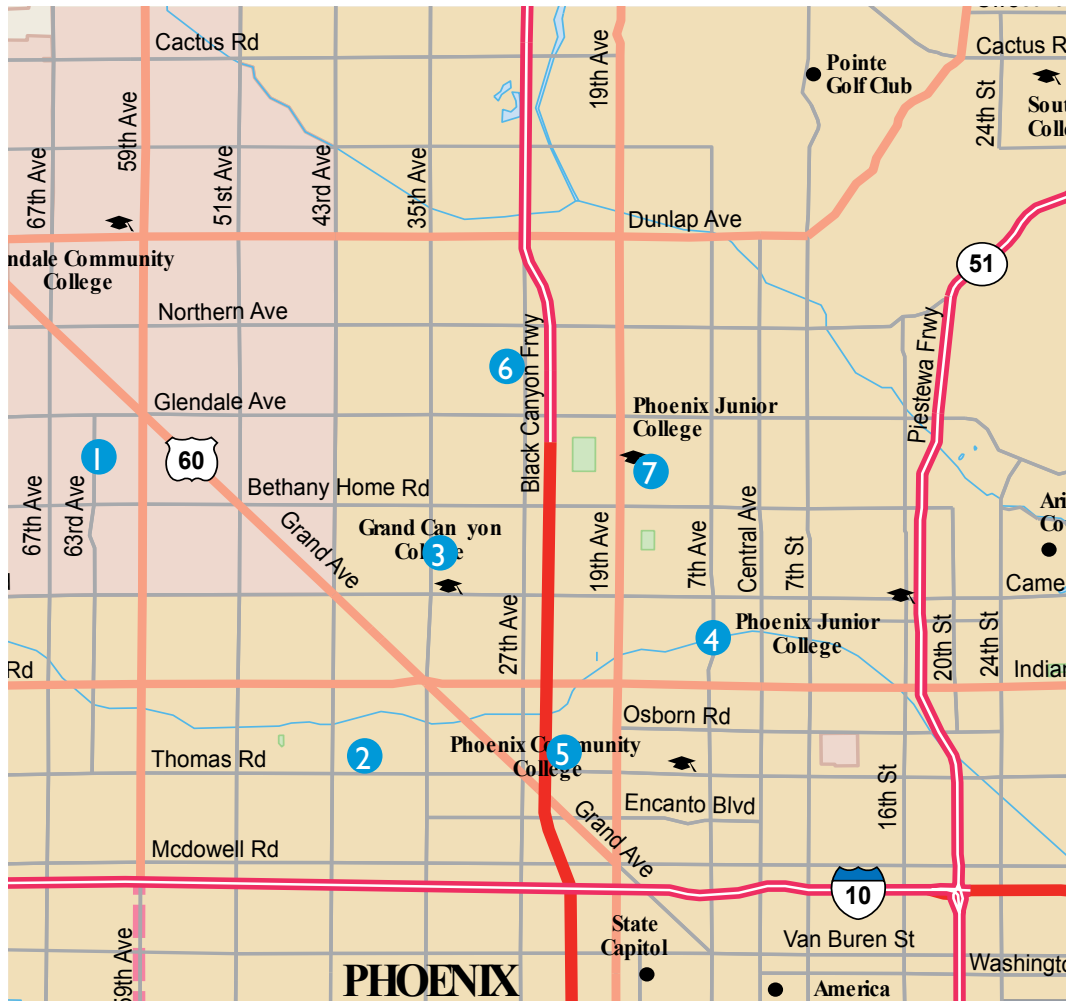 Cactus Rd
Cactus R
19th Ave
Pointe
Golf Club
24th St
Sout
Colle
59th Ave
67th Ave
51st Ave
43rd Ave
35th Ave
Dunlap Ave
ndale Community
College
51
Northern Ave
Black Canyon Frwy
Piestewa Frwy
6
Glendale Ave
Phoenix Junior
College
1
60
7
Bethany Home Rd
67th Ave
63rd Ave
Grand Can yon
College
3
Grand Ave
19th Ave
7th Ave
Central Ave
7th St
Ari
Co
Came
27th Ave
4
Phoenix Junior
College
20th St
24th St
Rd
Indian
Osborn Rd
Thomas Rd
2
Phoenix Community
College
5
Encanto Blvd
16th St
Grand Ave
Mcdowell Rd
10
59th Ave
State
Capitol
Van Buren St
Washingto
PHOENIX
America